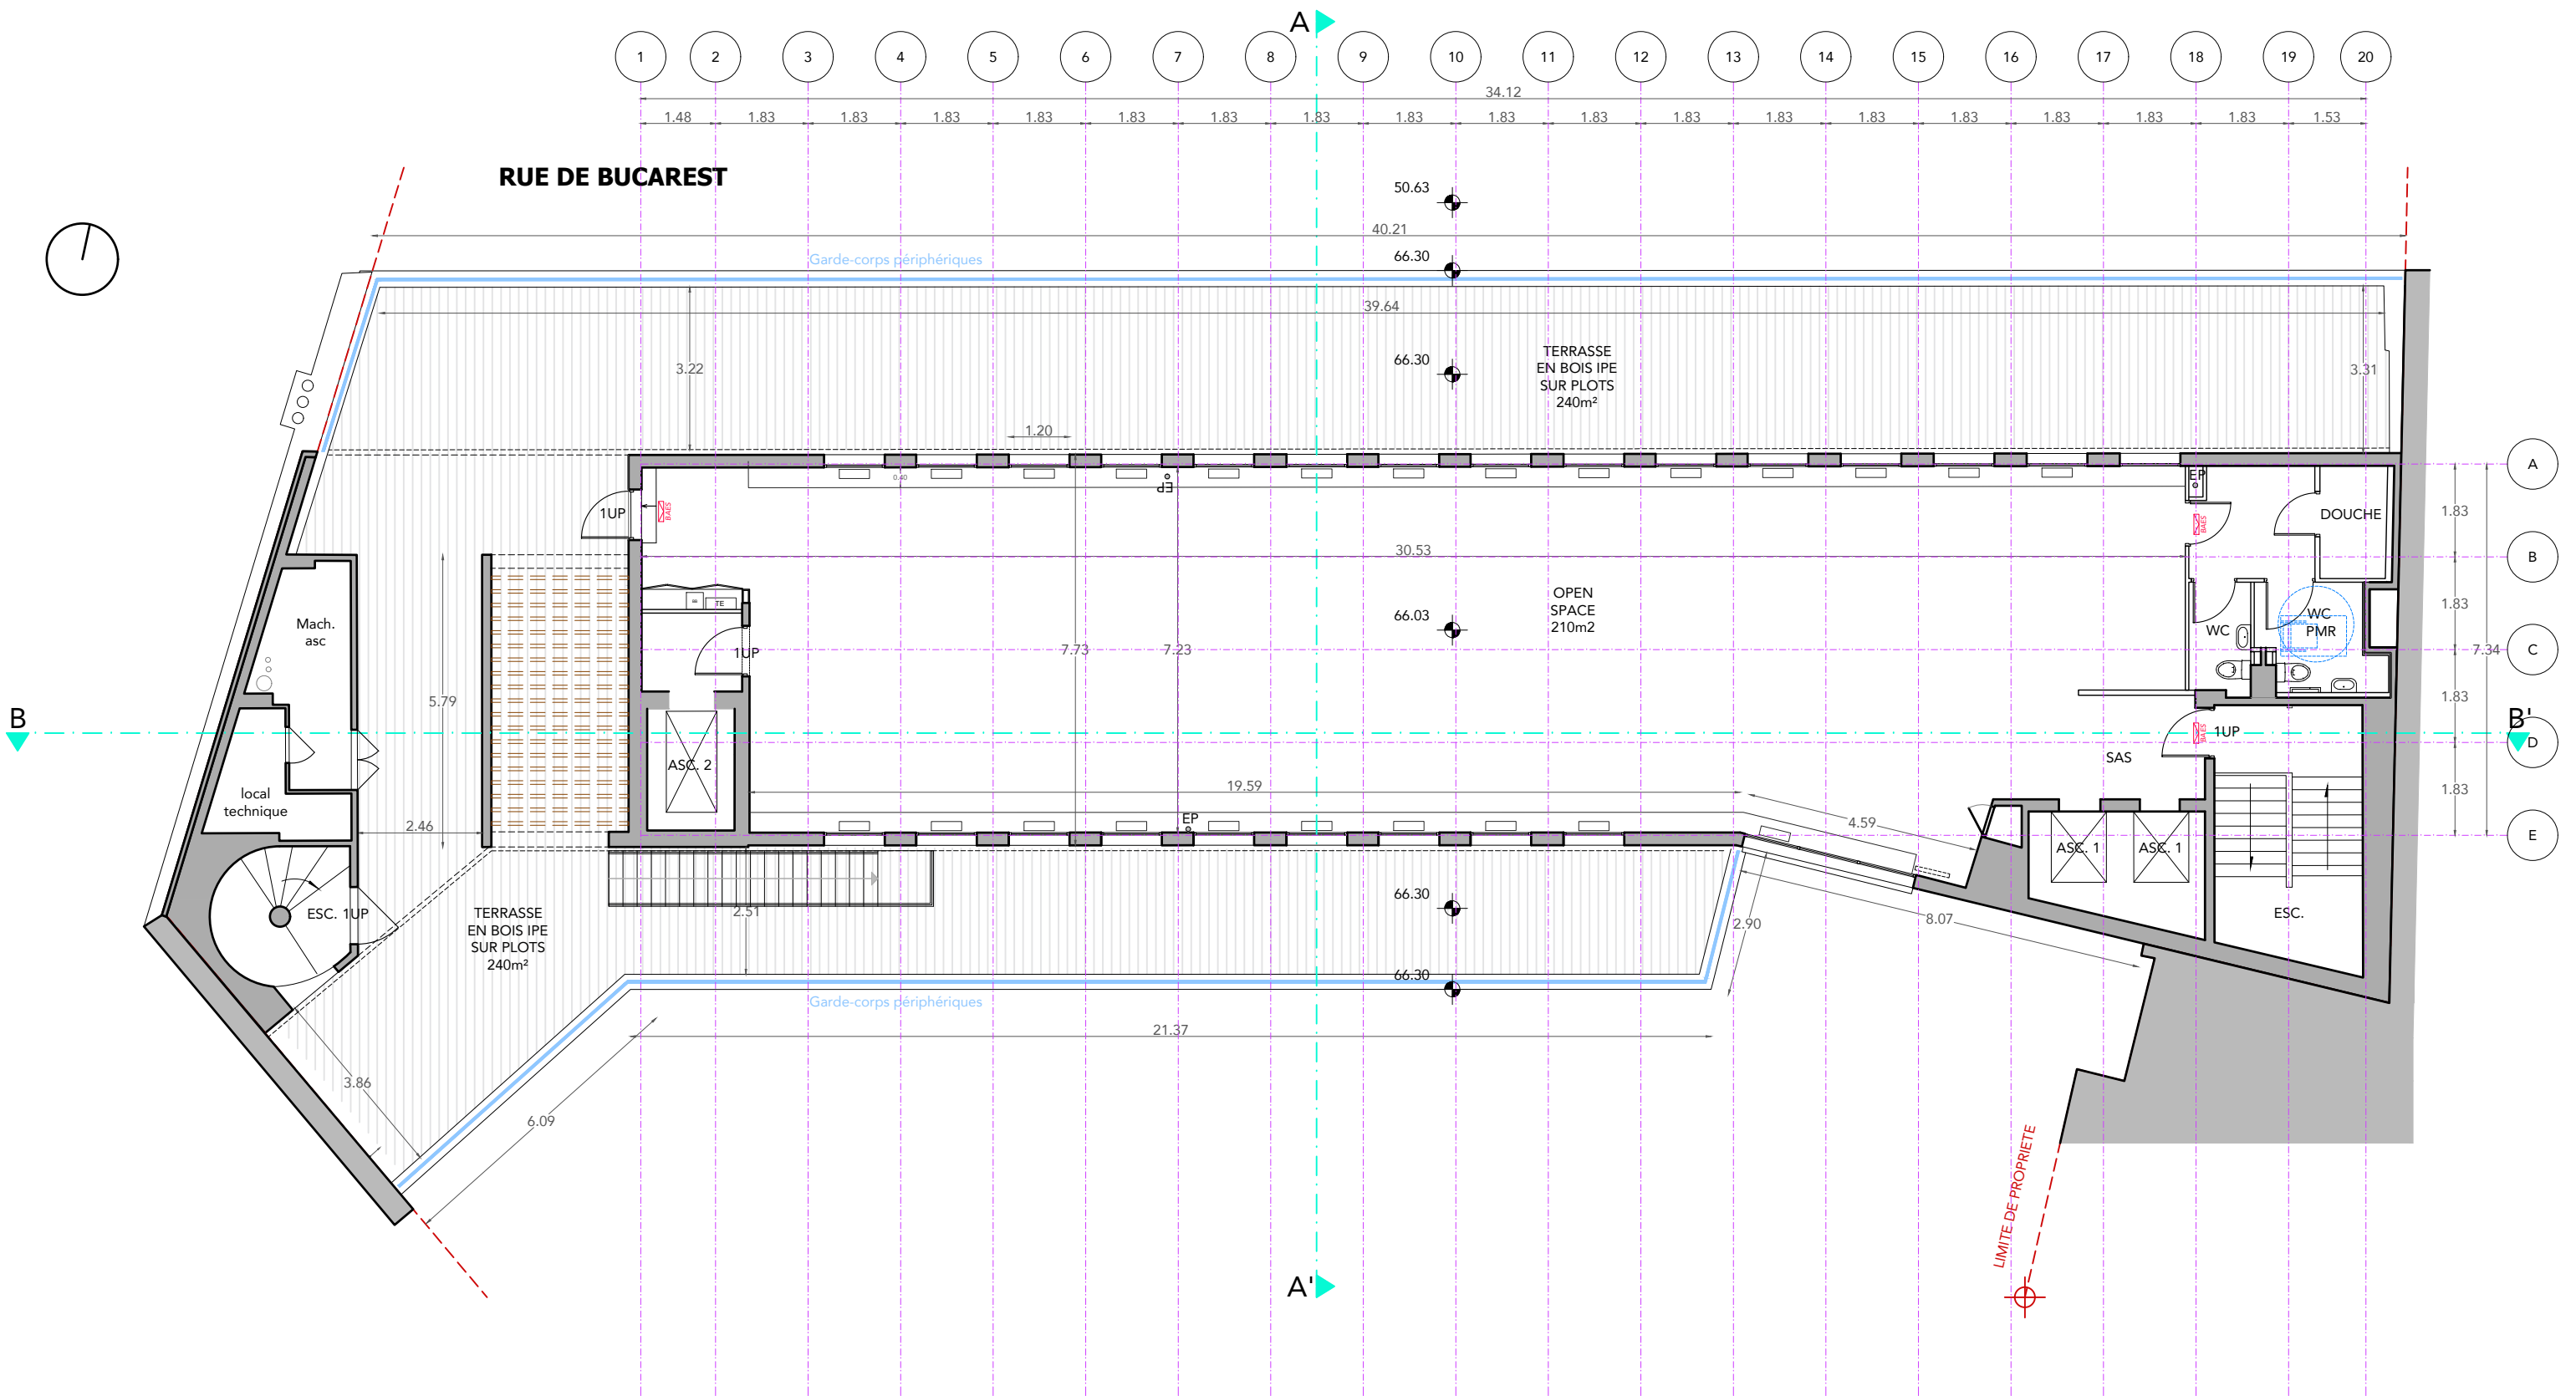 A
1 2 3 4 5 6 7 8 9 10 11 12 13 14 15 16 17 18 19 20
34.12
1.48 1.83 1.83 1.83 1.83 1.83 1.83 1.83 1.83 1.83 1.83 1.83 1.83 1.83 1.83 1.83 1.83 1.83 1.53
RUE DE BUCAREST
50.63
40.21
Garde-corps périphériques
66.30
39.64
TERRASSE
EN BOIS IPE
SUR PLOTS
240m²
66.30
3.22
3.31
1.20
A
EP
0.40
EP
BAES
1UP
BAES
DOUCHE
1.83
30.53
B
OPEN
SPACE
210m2
66.03
TE
1.83
Mach.
asc
WC
WC
PMR
1UP
7.73
7.23
7.34
C
5.79
1.83
B
B'
D
BAES
1UP
SAS
ASC. 2
19.59
1.83
local
technique
2.46
EP
4.59
E
ASC. 1
ASC. 1
66.30
ESC. 1UP
TERRASSE
EN BOIS IPE
SUR PLOTS
240m²
2.51
2.90
8.07
ESC.
66.30
Garde-corps périphériques
21.37
3.86
6.09
LIMITE DE PROPRIETE
A'